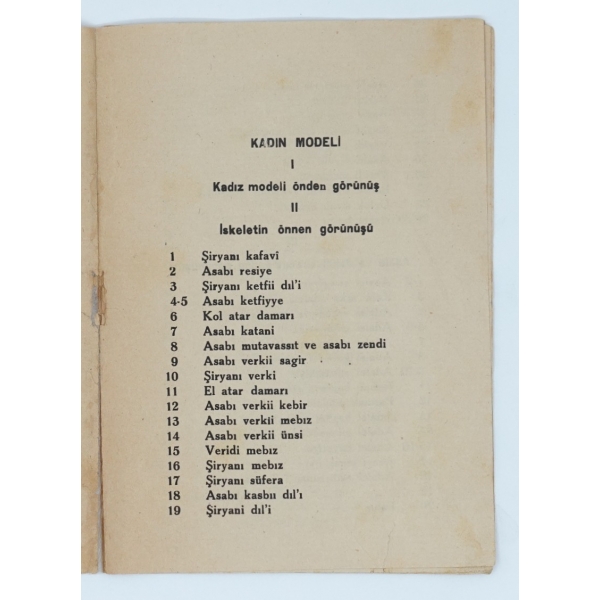 KADIN MODELİ
I
Kadız modeli önden görünüş
II
İskeletin önnen görünüşü
1 Şiryanı kafavî
2 Asabı resiye
3 Şiryanı ketfii dıl'i
4-5 Asabı ketfiyye
6 Kol atar damarı
7 Asabı katani
8 Asabı mutavassıt ve asabı zendi
9 Asabı verkii sagir
10 Şiryanı verki
11 El atar damarı
12 Asabı verkii kebir
13 Asabı verkii mebız
14 Asabı verkii ünsi
15 Veridi mebız
16 Şiryanı mebız
17 Şiryanı süfera
18 Asabı kasbıı dıl'ı
19 Şiryani dıl'i